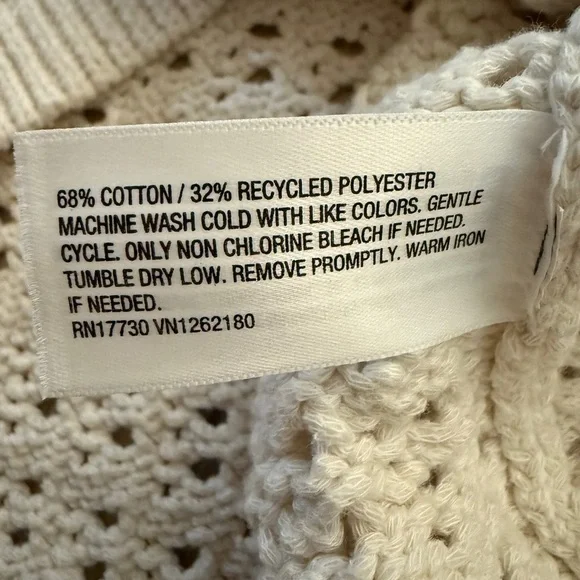 68% COTTON / 32% RECYCLED POLYESTER
MACHINE WASH COLD WITH LIKE COLORS. GENTLE
CYCLE. ONLY NON CHLORINE BLEACH IF NEEDED.
TUMBLE DRY LOW. REMOVE PROMPTLY. WARM IRON
IF NEEDED.
RN17730 VN1262180